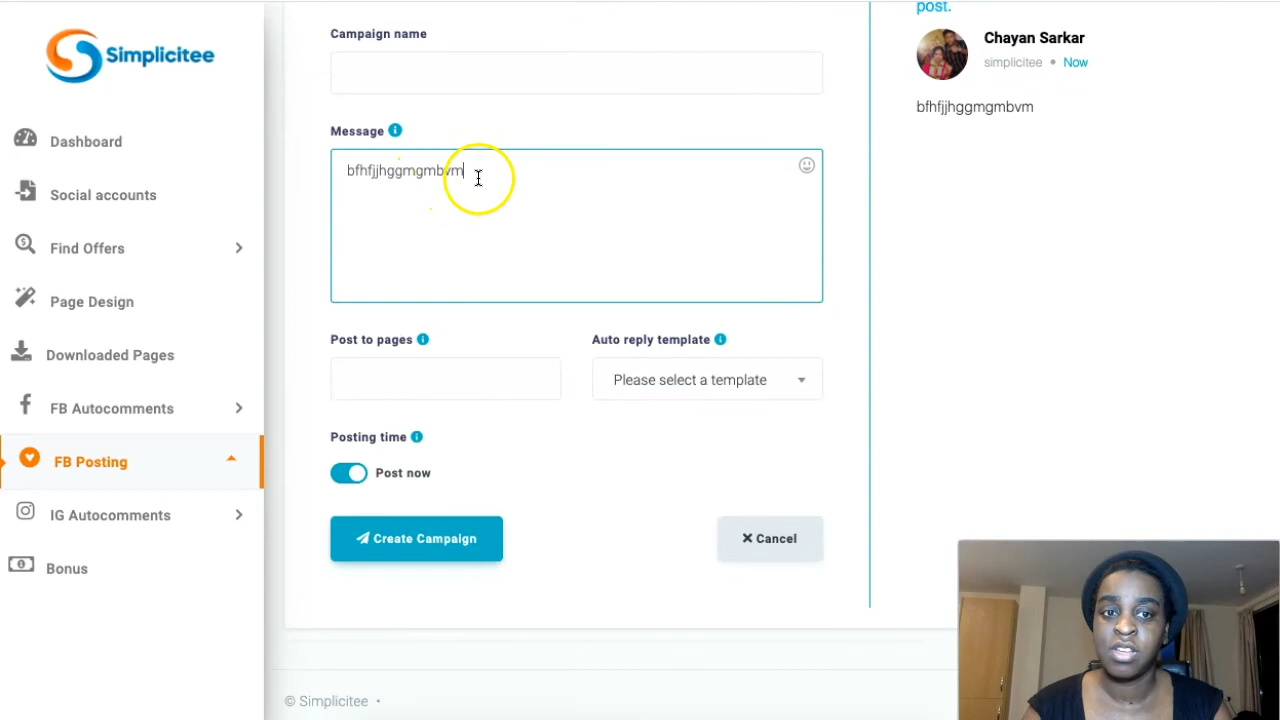 post.
Campaign name
Simplicitee
Chayan Sarkar
simplicitee • Now
bfhfjjhggmgmbvm
Message
bfhfjjhggmgmbvm
Dashboard
Social accounts
Find Offers
Page Design
Downloaded Pages
FB Autocomments
FB Posting
IG Autocomments
Bonus
Post to pages
Auto reply template
Please select a template
Posting time
Post now
Create Campaign
Cancel
© Simplicitee •